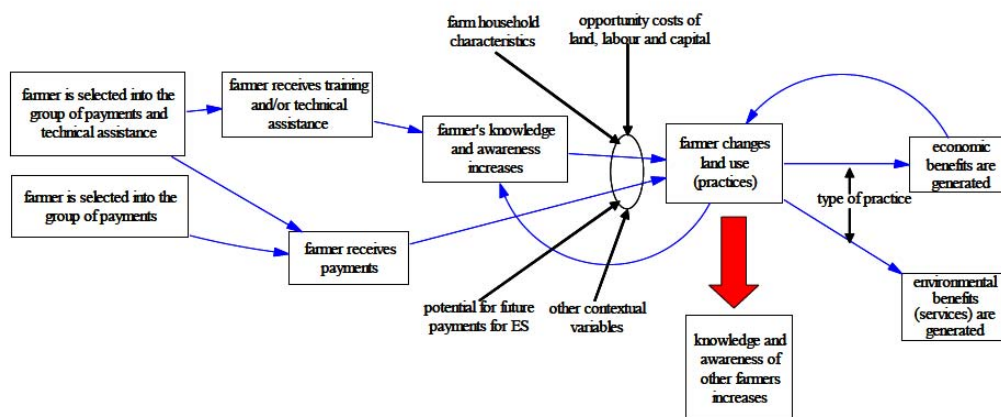 farm household
characteristics
opportunity costs of
land, labour and capital
farmer is selected into the
group of payments and
technical assistance
farmer receives training
and/or technical
assistance
farmer's knowledge
and awareness
increases
farmer changes
land use
(practices)
economic
benefits are
generated
farmer is selected into the
group of payments
type of practice
farmer receives
payments
potential for future
payments for ES
other contextual
variables
environmental
benefits
(services) are
generated
knowledge and
awareness of
other farmers
increases